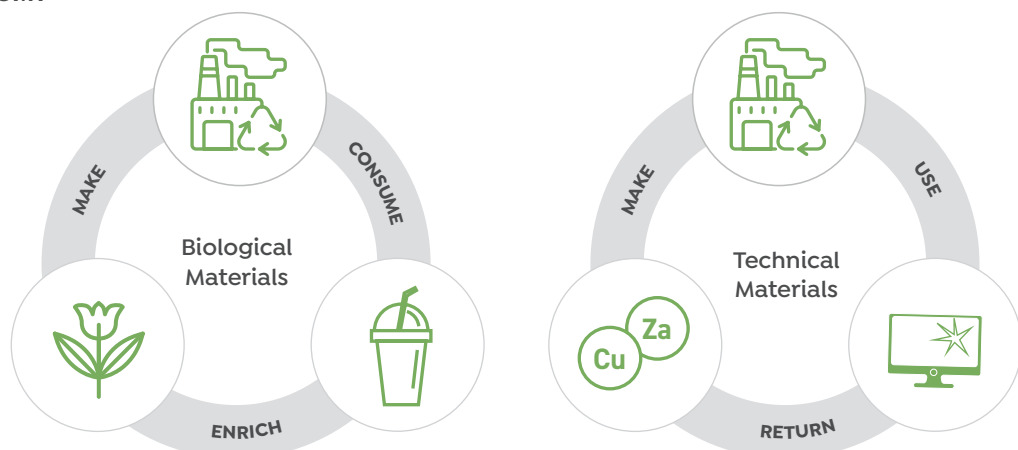 MAKE
CONSUME
Biological
Materials
ENRICH
MAKE
USE
Technical
Materials
Za
Cu
RETURN